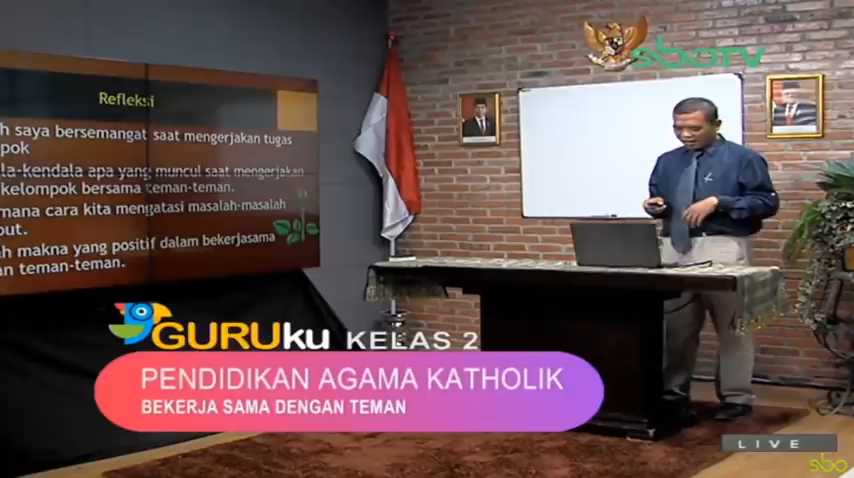 sboTV
Refleksi
h saya bersemangat saat mengerjakan tugas
pok
la-kendala apa yang muncul saat mengerjakan
kelompok bersama teman-teman.
mana cara kita mengatasi masalah-masalah
but.
h makna yang positif dalam bekerjasama
n teman-teman.
GURUku KELAS 2
PENDIDIKAN AGAMA KATHOLIK
BEKERJA SAMA DENGAN TEMAN
LIVE
sbo